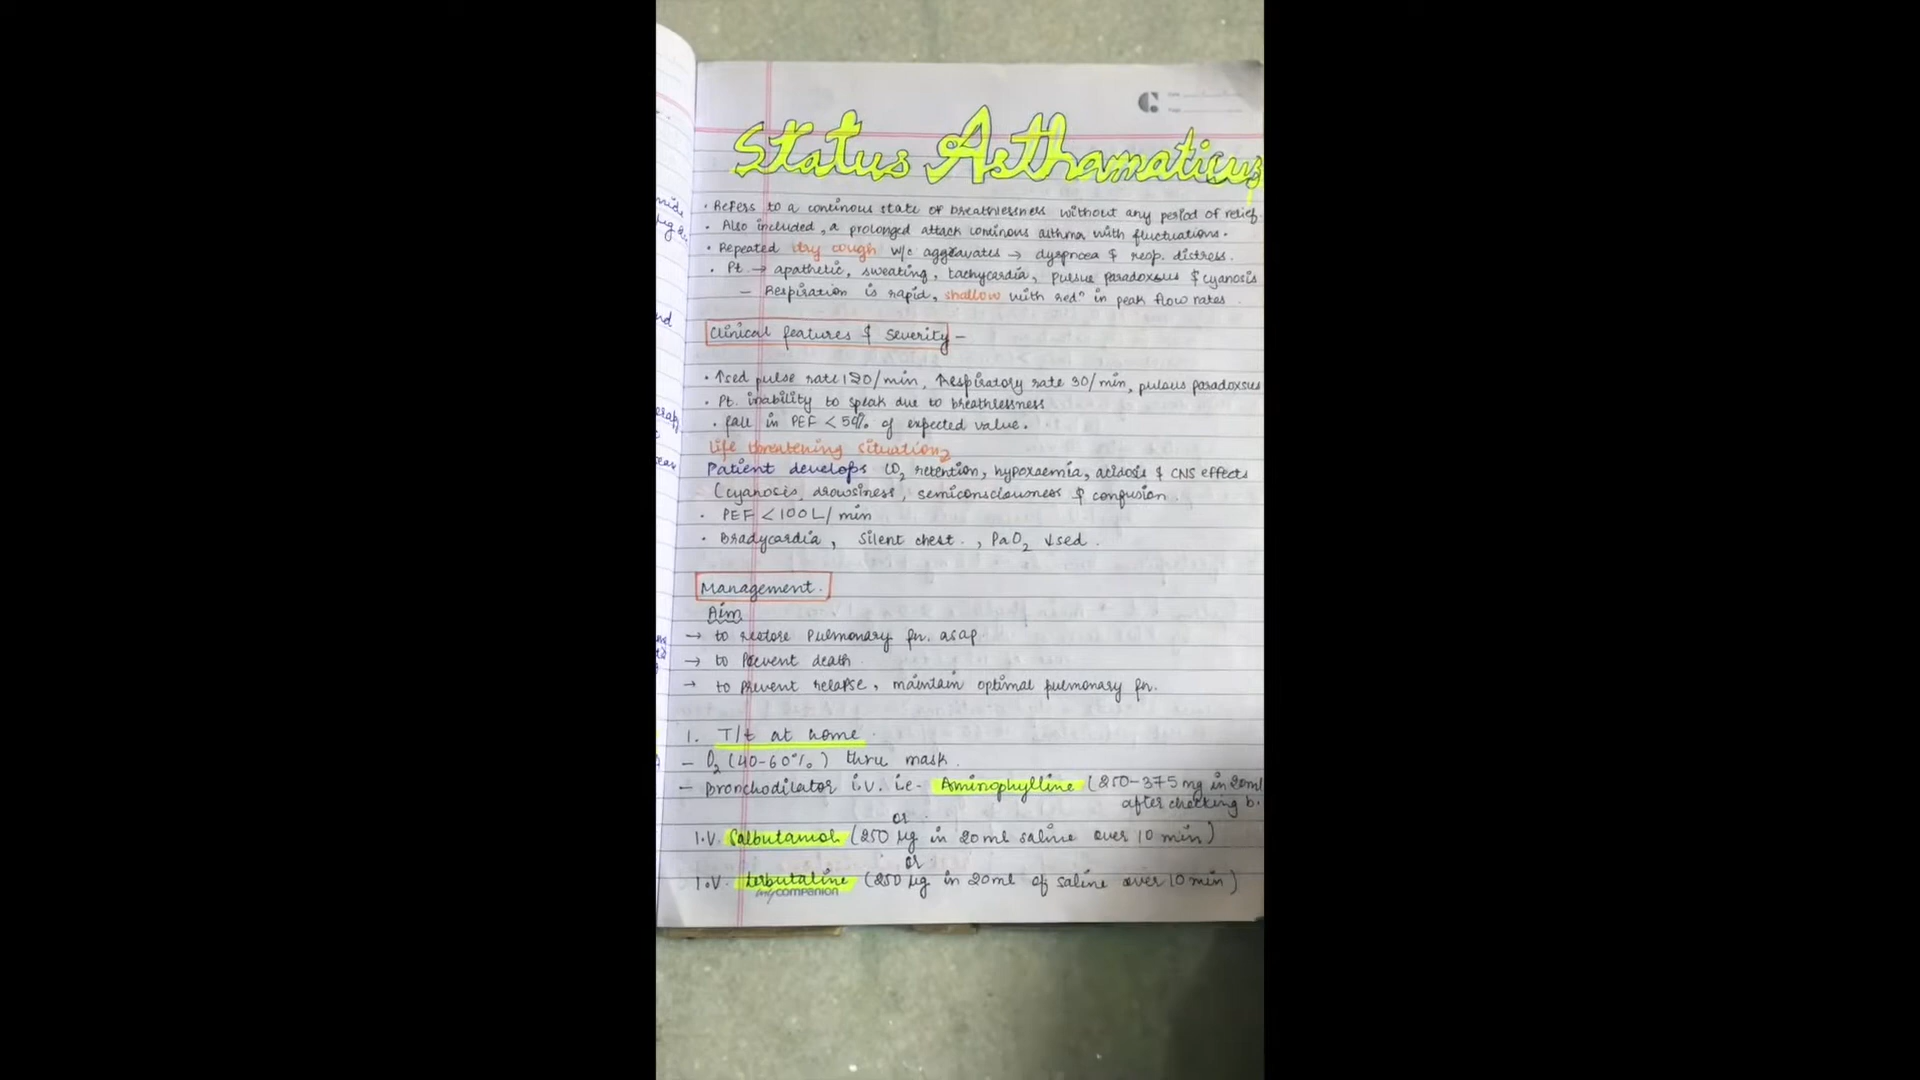 Status Asthamaticus
• Refers to a continous state of breathlessness without any period of relief.
• Also included, a prolonged attack continous asthma with fluctuations.
• Repeated dry cough w/c aggravates → dyspnoea & resp. distress.
• Pt → apathetic, sweating, tachycardia, pulsus paradoxsus & cyanosis
– Respiration is rapid, shallow with redⁿ in peak flow rates.
Clinical features & Severity –
• ↑sed pulse rate 120/min, ↑Respiratory rate 30/min, pulsus paradoxsus
• Pt. inability to speak due to breathlessness
• fall in PEF < 50% of expected value.
Life threatening situations
Patient develops CO₂ retention, hypoxaemia, acidosis & CNS effects
(cyanosis, drowsiness, semiconsciousness & confusion.
• PEF < 100 L/min
• Bradycardia, Silent chest., PaO₂ ↓sed.
Management.
Aim
→ to restore Pulmonary fn. asap.
→ to Prevent death.
→ to prevent relapse, maintain optimal pulmonary fn.
1. T/t at home.
– O₂ (40-60%) thru mask.
– Bronchodilator i.v. i.e- Aminophylline (250-375 mg in 20ml
after checking b.
or
I.V. Salbutamol (250 µg in 20ml saline over 10 min)
or
I.V. terbutaline (250 µg in 20ml of saline over 10 min)
my companion